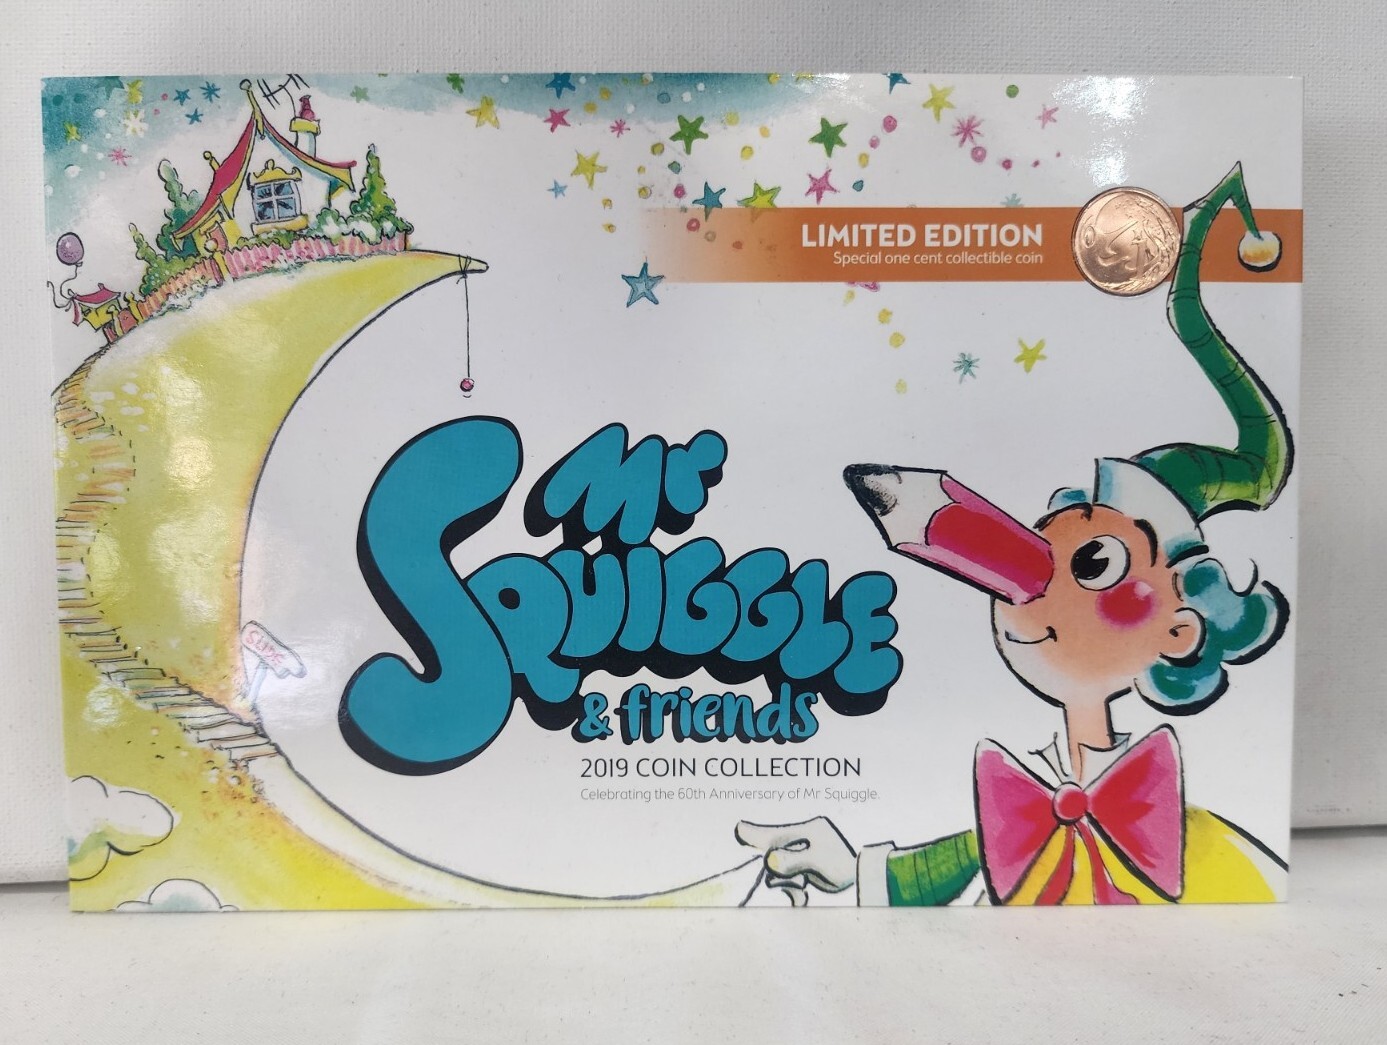 LIMITED EDITION
Special one cent collectible coin
SLIDE
Mr
SQUIGGLE
& friends
2019 COIN COLLECTION
Celebrating the 60th Anniversary of Mr Squiggle.